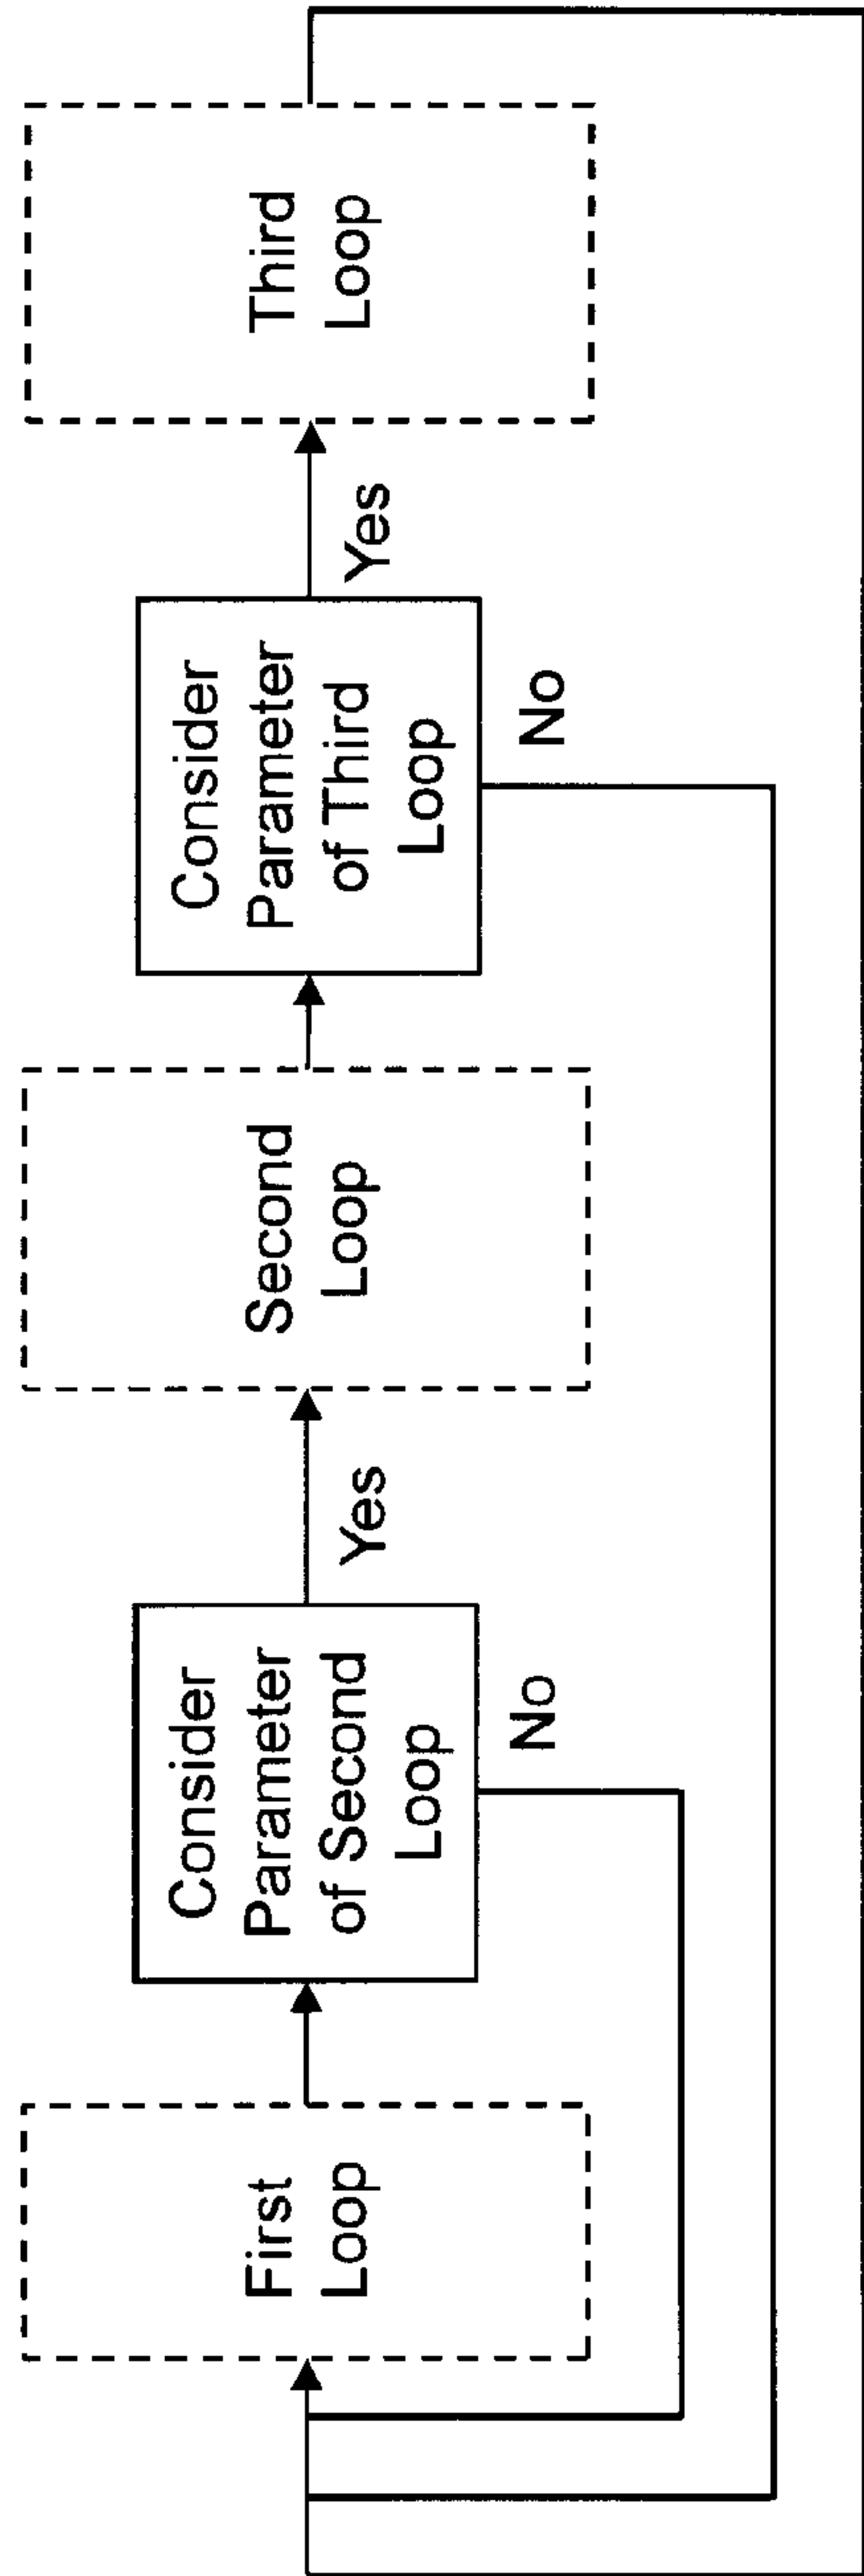 First
Loop
Consider
Parameter
of Second
Loop
Yes
No
Second
Loop
Consider
Parameter
of Third
Loop
Yes
No
Third
Loop